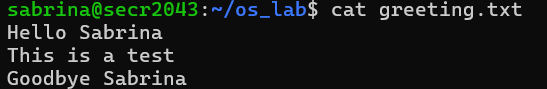 sabrina@secr2043:~/os_lab$ cat greeting.txt
Hello Sabrina
This is a test
Goodbye Sabrina